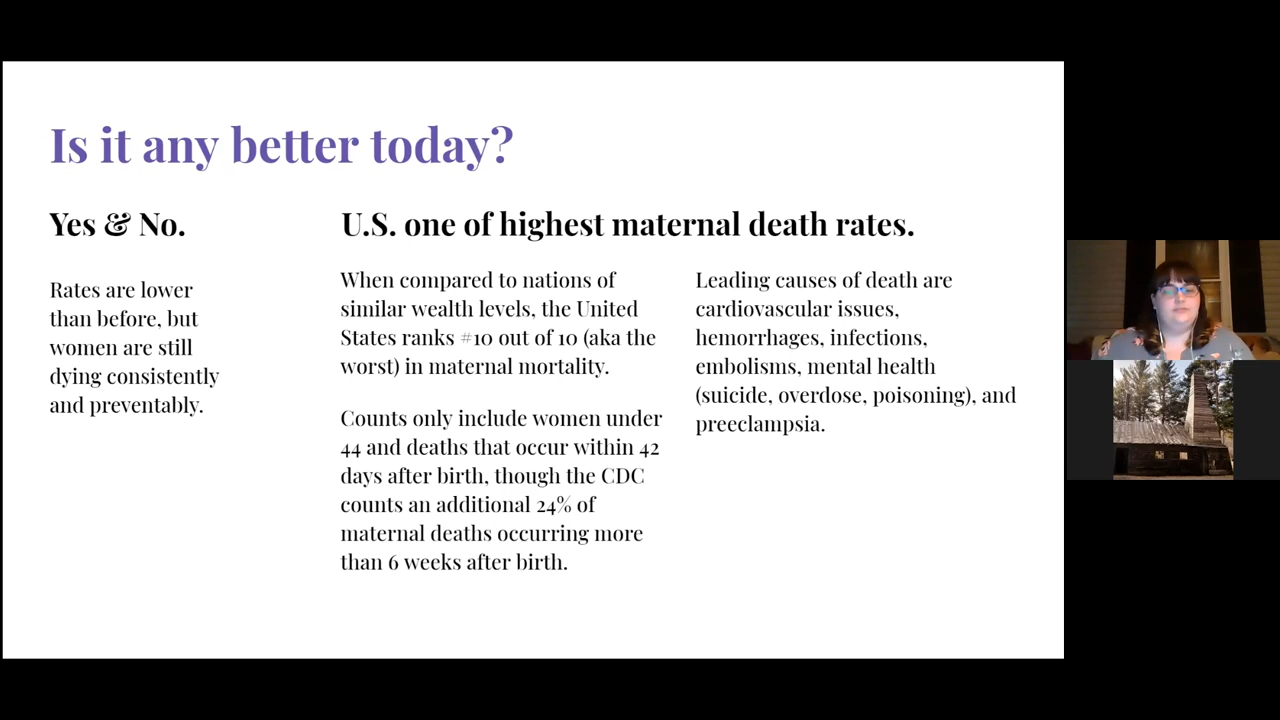 Is it any better today?
Yes & No.
Rates are lower
than before, but
women are still
dying consistently
and preventably.
U.S. one of highest maternal death rates.
When compared to nations of
similar wealth levels, the United
States ranks #10 out of 10 (aka the
worst) in maternal mortality.
Counts only include women under
44 and deaths that occur within 42
days after birth, though the CDC
counts an additional 24% of
maternal deaths occurring more
than 6 weeks after birth.
Leading causes of death are
cardiovascular issues,
hemorrhages, infections,
embolisms, mental health
(suicide, overdose, poisoning), and
preeclampsia.